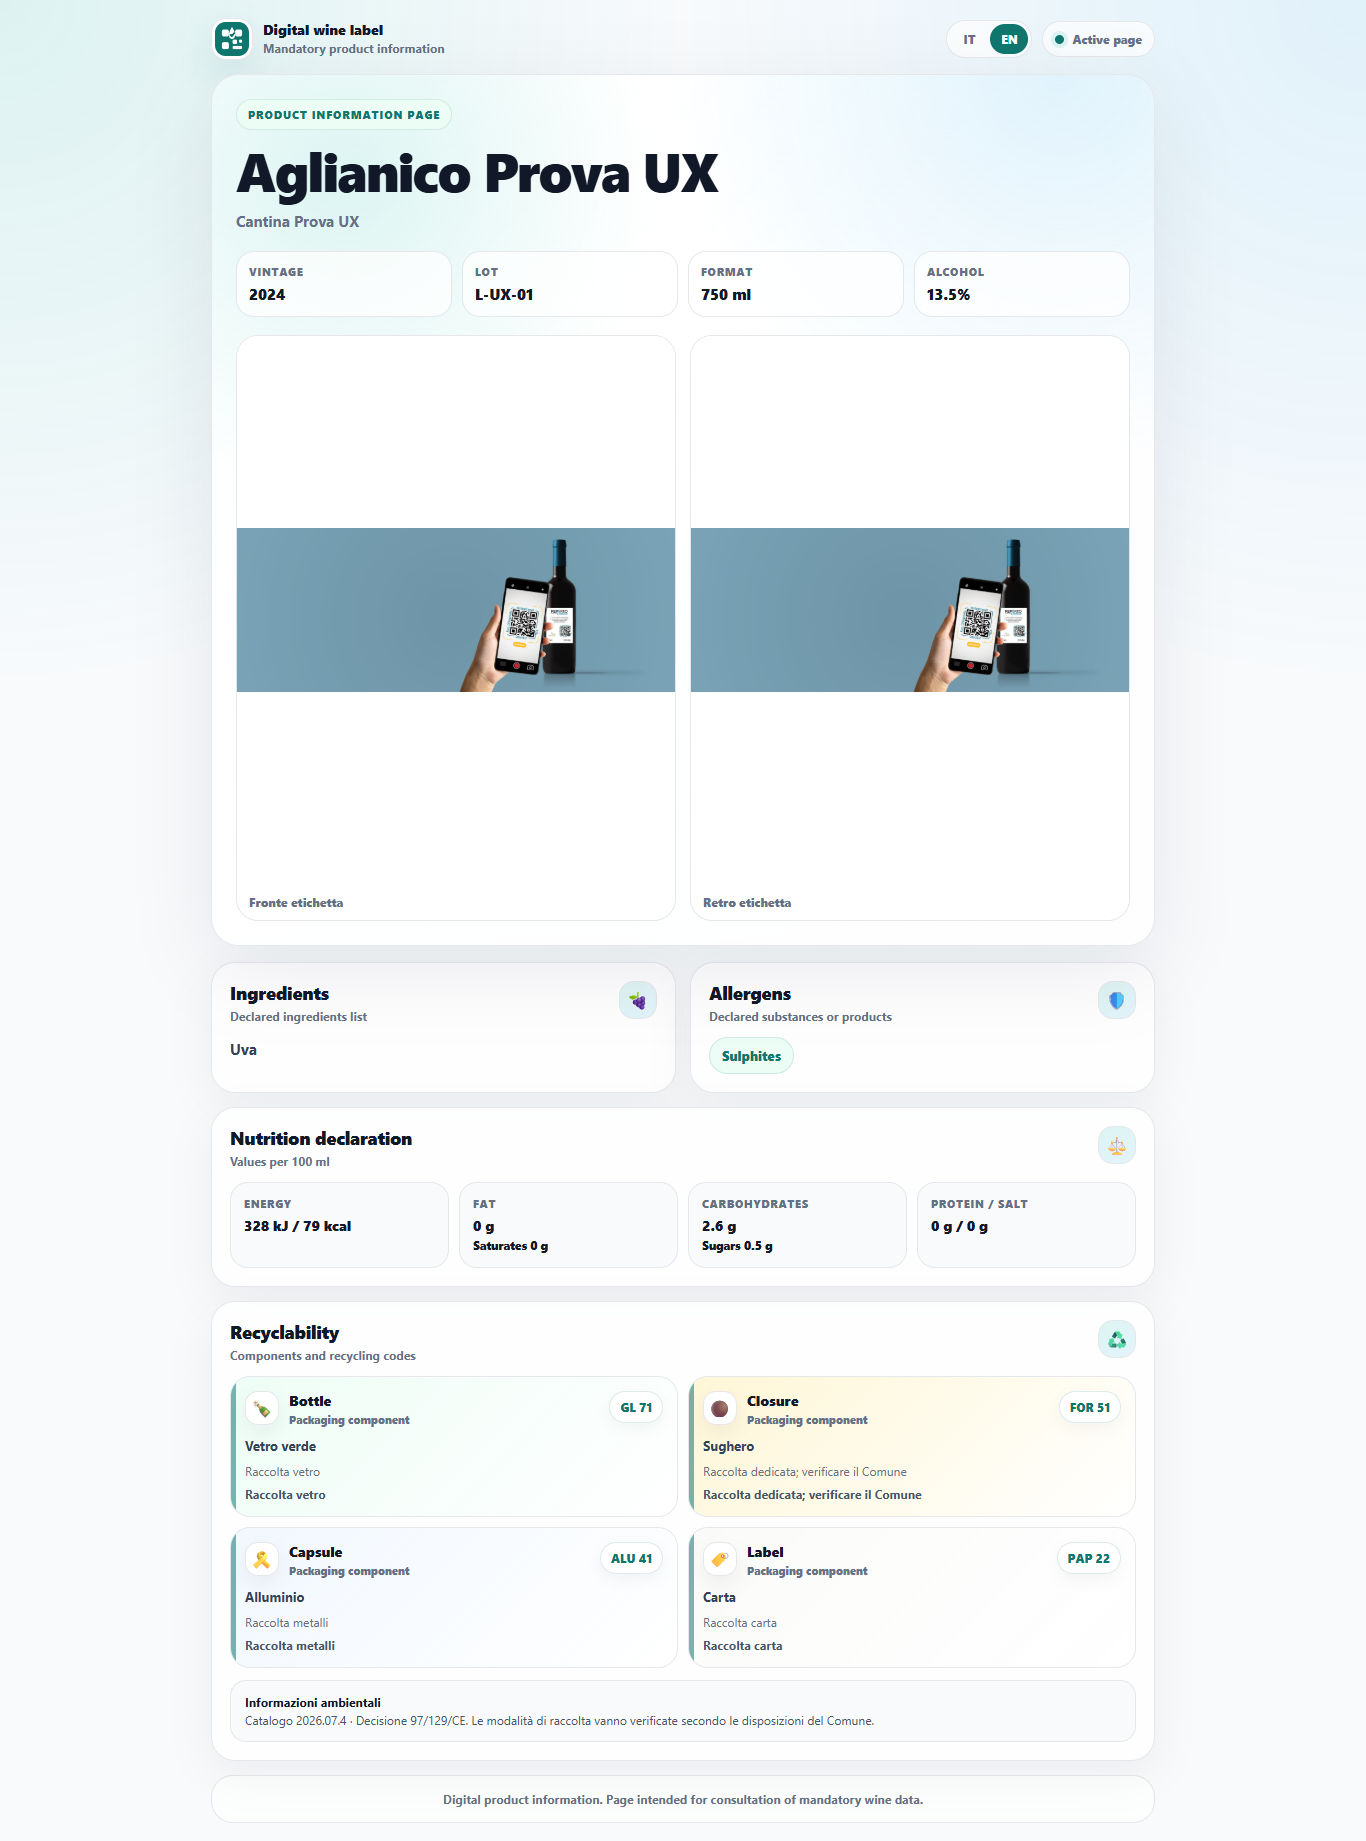 Digital wine label
Mandatory product information
IT
EN
Active page
PRODUCT INFORMATION PAGE
Aglianico Prova UX
Cantina Prova UX
VINTAGE
2024
LOT
L-UX-01
FORMAT
750 ml
ALCOHOL
13.5%
Fronte etichetta
Retro etichetta
Ingredients
Declared ingredients list
Uva
Allergens
Declared substances or products
Sulphites
Nutrition declaration
Values per 100 ml
ENERGY
328 kJ / 79 kcal
FAT
0 g
Saturates 0 g
CARBOHYDRATES
2.6 g
Sugars 0.5 g
PROTEIN / SALT
0 g / 0 g
Recyclability
Components and recycling codes
Bottle
Packaging component
GL 71
Vetro verde
Raccolta vetro
Raccolta vetro
Closure
Packaging component
FOR 51
Sughero
Raccolta dedicata; verificare il Comune
Raccolta dedicata; verificare il Comune
Capsule
Packaging component
ALU 41
Alluminio
Raccolta metalli
Raccolta metalli
Label
Packaging component
PAP 22
Carta
Raccolta carta
Raccolta carta
Informazioni ambientali
Catalogo 2026.07.4 · Decisione 97/129/CE. Le modalità di raccolta vanno verificate secondo le disposizioni del Comune.
Digital product information. Page intended for consultation of mandatory wine data.